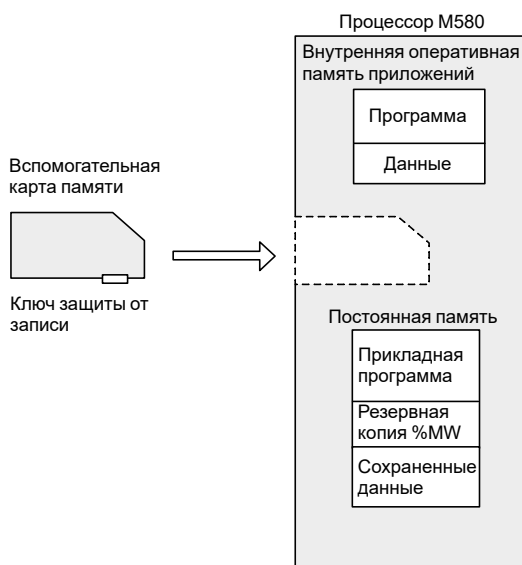 Процессор M580
Внутренняя оперативная
память приложений
Программа
Данные
Вспомогательная
карта памяти
Ключ защиты от
записи
Постоянная память
Прикладная
программа
Резервная
копия %MW
Сохраненные
данные